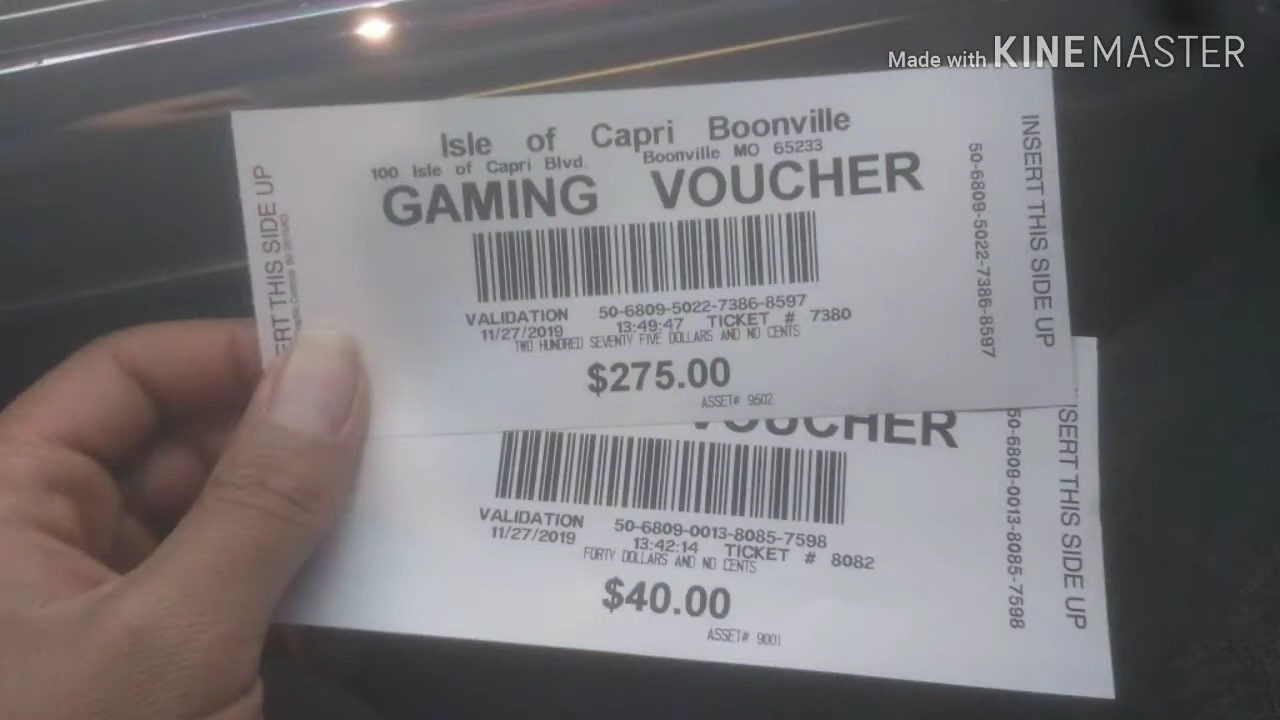 Made with KINEMASTER
Isle of Capri Boonville
100 Isle of Capri Blvd. Boonville MO 65233
GAMING VOUCHER
INSERT THIS SIDE UP
50-6809-5022-7386-8597
ERT THIS SIDE UP
VALIDATION 50-6809-5022-7386-8597
11/27/2019 13:49:47 TICKET # 7380
TWO HUNDRED SEVENTY FIVE DOLLARS AND NO CENTS
$275.00
ASSET# 9502
VOUCHER
SERT THIS SIDE UP
50-6809-0013-8085-7598
VALIDATION 50-6809-0013-8085-7598
11/27/2019 13:42:14 TICKET # 8082
FORTY DOLLARS AND NO CENTS
$40.00
ASSET# 9001